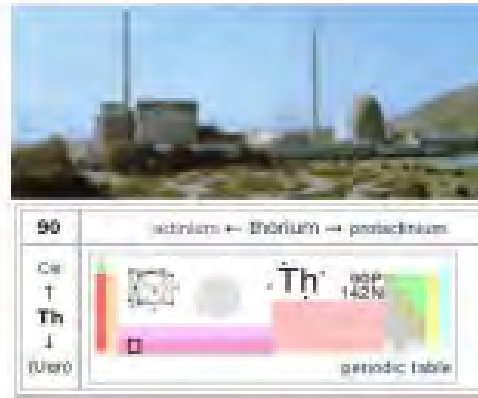 90
actinium ← thorium → protactinium
Ce
↑
Th
↓
(Uqn)
Th
90P
142N
periodic table